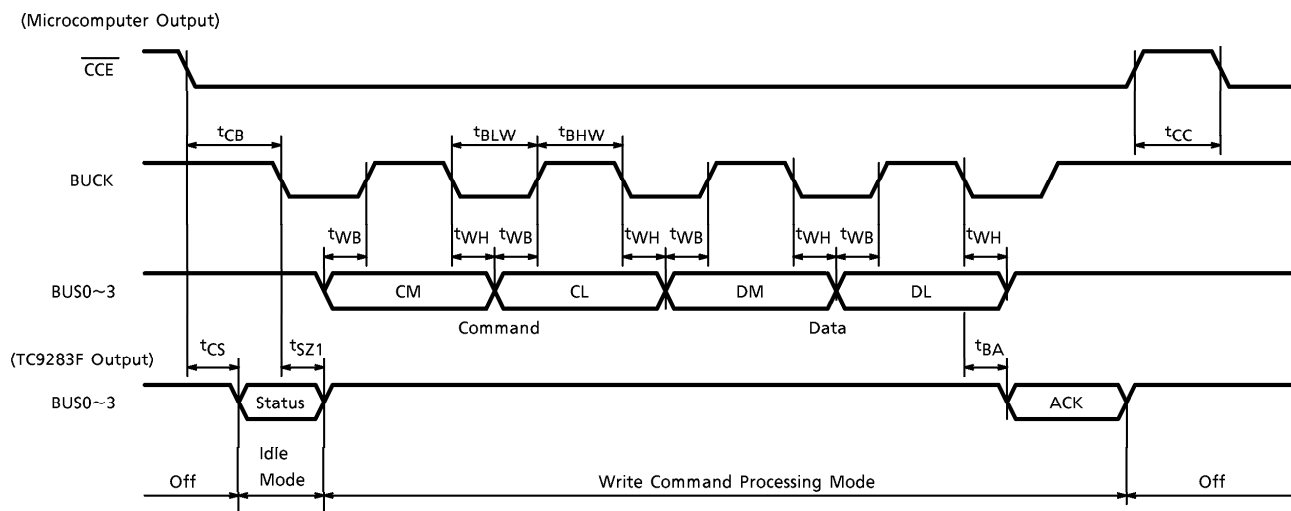 (Microcomputer Output)
CCE
tCB
tBLW
tBHW
tCC
BUCK
tWB
tWH
tWB
tWH
tWB
tWH
tWB
tWH
BUS0~3
CM
CL
DM
DL
Command
Data
tCS
tSZ1
tBA
(TC9283F Output)
BUS0~3
Status
ACK
Idle
Mode
Off
Write Command Processing Mode
Off